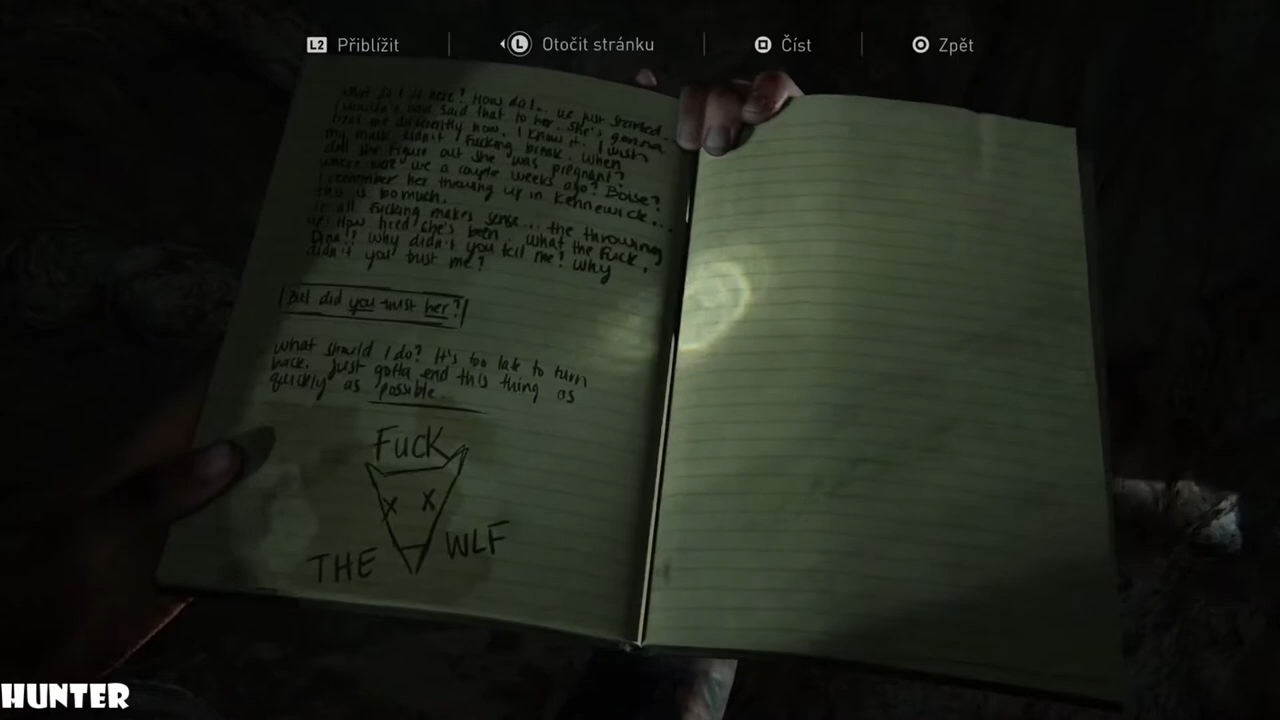 L2 Přiblížit L Otočit stránku Číst Zpět
What do I do here? How do I... we just started.
I wouldn't have said that to her. She's gonna
treat me differently now. I know it. I wish
my mask didn't fucking break. When
did she figure out she was pregnant?
Where were we a couple weeks ago? Boise?
I remember her throwing up in Kennewick...
this is too much.
It all fucking makes sense... the throwing
up. How tired she's been. What the fuck,
Dina!! Why didn't you tell me? Why
didn't you trust me?
But did you trust her?
What should I do? It's too late to turn
back. Just gotta end this thing as
quickly as possible.
Fuck
X X
THE WLF
HUNTER